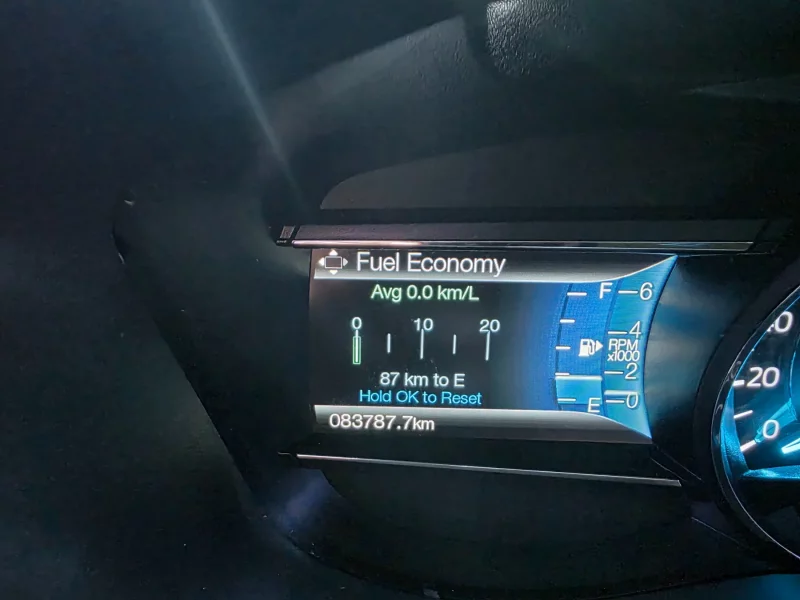 Fuel Economy
Avg 0.0 km/L
0 10 20
87 km to E
Hold OK to Reset
083787.7km
F 6
4
RPM
x1000
2
E 0
20
0